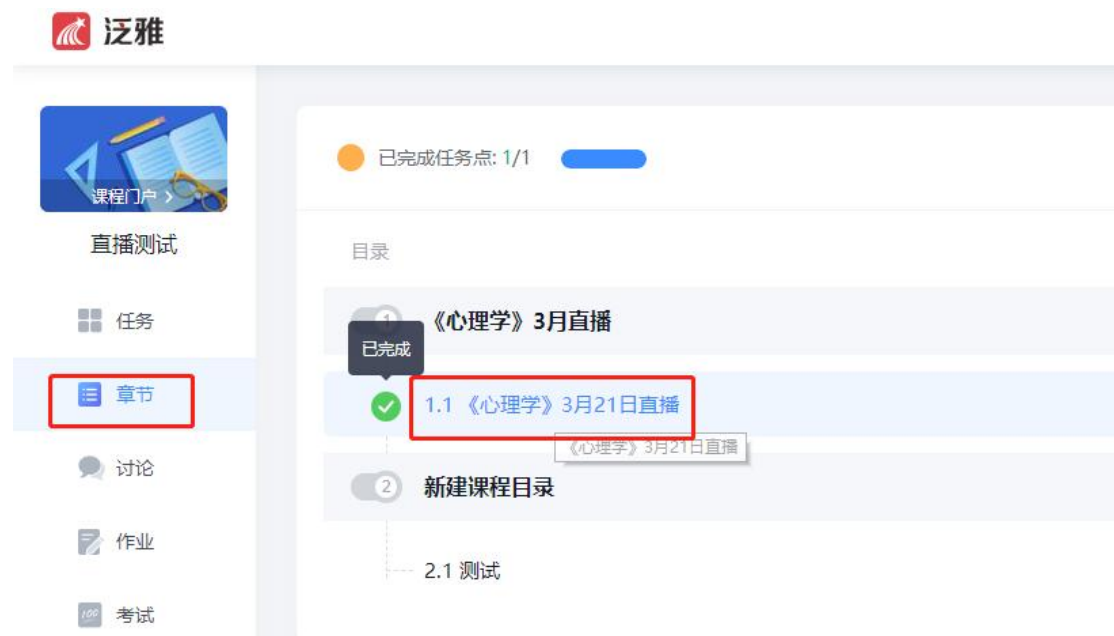 泛雅
课程门户 >
直播测试
任务
章节
讨论
作业
100
考试
已完成任务点: 1/1
目录
1
《心理学》3月直播
已完成
1.1 《心理学》3月21日直播
《心理学》3月21日直播
2
新建课程目录
2.1 测试